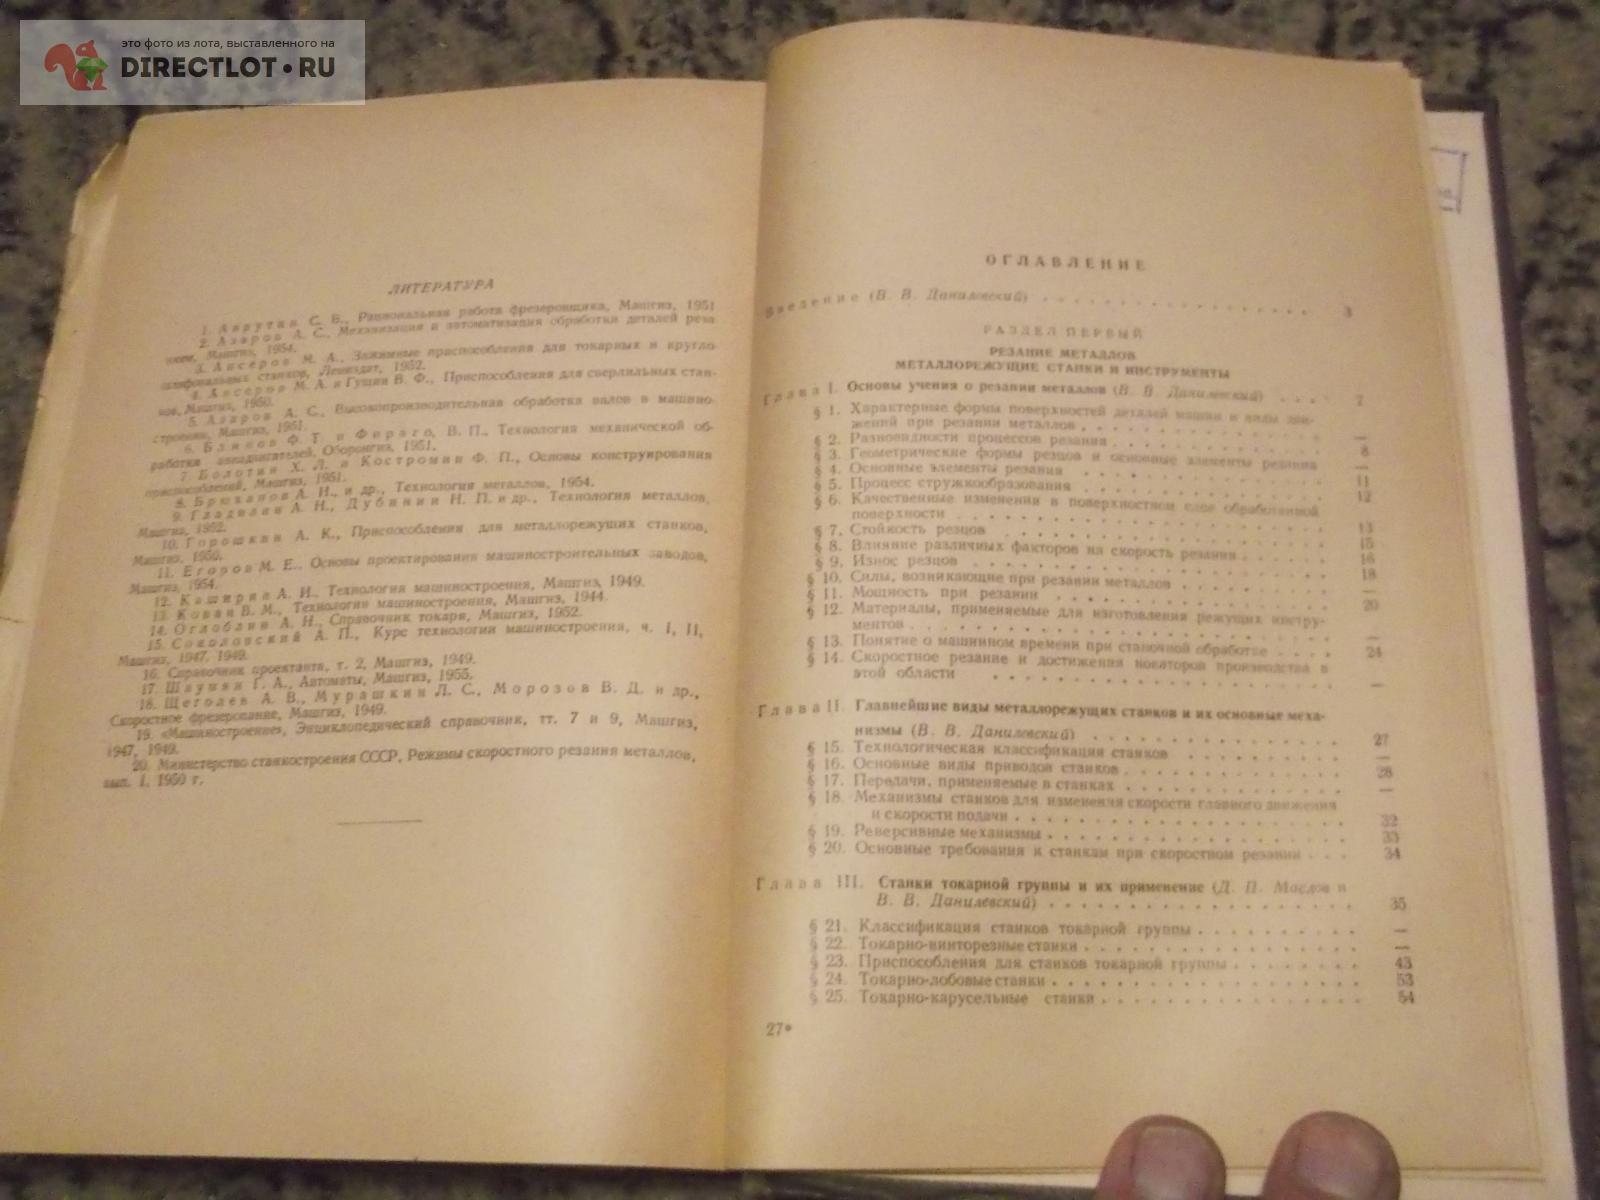 это фото из лота, выставленного на
DIRECTLOT.RU
ЛИТЕРАТУРА
1. Аврутин С. Б., Рациональная работа фрезеровщика, Машгиз, 1951
2. Азаров А. С., Механизация и автоматизация обработки деталей реза-
нием, Машгиз, 1954.
3. Ансеров М. А., Зажимные приспособления для токарных и кругло-
шлифовальных станков, Лениздат, 1952.
4. Ансеров М. А. и Гущин В. Ф., Приспособления для сверлильных стан-
ков, Машгиз, 1950.
5. Азаров А. С., Высокопроизводительная обработка валов в машино-
строении, Машгиз, 1951.
6. Блинов Ф. Т. и Фираго, В. П., Технология механической об-
работки авиадвигателей, Оборонгиз, 1951.
7. Болотин Х. Л. и Костромин Ф. П., Основы конструирования
приспособлений, Машгиз, 1951.
8. Брюханов А. Н., и др., Технология металлов, 1954.
9. Гладилин А. Н., Дубинин Н. П. и др., Технология металлов,
Машгиз, 1952.
10. Горошкин А. К., Приспособления для металлорежущих станков,
Машгиз, 1950.
11. Егоров М. Е., Основы проектирования машиностроительных заводов,
Машгиз, 1954.
12. Каширин А. И., Технология машиностроения, Машгиз, 1949.
13. Кован В. М., Технология машиностроения, Машгиз, 1944.
14. Оглоблин А. Н., Справочник токаря, Машгиз, 1952.
15. Соколовский А. П., Курс технологии машиностроения, ч. I, II,
Машгиз, 1947, 1949.
16. Справочник проектанта, т. 2, Машгиз, 1949.
17. Шаумян Г. А., Автоматы, Машгиз, 1955.
18. Щеголев А. В., Мурашкин Л. С., Морозов В. Д. и др.,
Скоростное фрезерование, Машгиз, 1949.
19. «Машиностроение», Энциклопедический справочник, тт. 7 и 9, Машгиз,
1947, 1949.
20. Министерство станкостроения СССР, Режимы скоростного резания металлов,
вып. I. 1950 г.
ОГЛАВЛЕНИЕ
Введение (В. В. Данилевский) 3
РАЗДЕЛ ПЕРВЫЙ
РЕЗАНИЕ МЕТАЛЛОВ
МЕТАЛЛОРЕЖУЩИЕ СТАНКИ И ИНСТРУМЕНТЫ
Глава I. Основы учения о резании металлов (В. В. Данилевский) . . . . 7
§ 1. Характерные формы поверхностей деталей машин и виды дви-
жений при резании металлов —
§ 2. Разновидности процессов резания 8
§ 3. Геометрические формы резцов и основные элементы резания —
§ 4. Основные элементы резания 11
§ 5. Процесс стружкообразования 12
§ 6. Качественные изменения в поверхностном слое обработанной
поверхности 13
§ 7. Стойкость резцов 15
§ 8. Влияние различных факторов на скорость резания 16
§ 9. Износ резцов 18
§ 10. Силы, возникающие при резании металлов —
§ 11. Мощность при резании 20
§ 12. Материалы, применяемые для изготовления режущих инстру-
ментов —
§ 13. Понятие о машинном времени при станочной обработке . . . . 24
§ 14. Скоростное резание и достижения новаторов производства в
этой области —
Глава II. Главнейшие виды металлорежущих станков и их основные меха-
низмы (В. В. Данилевский) 27
§ 15. Технологическая классификация станков —
§ 16. Основные виды приводов станков 28
§ 17. Передачи, применяемые в станках —
§ 18. Механизмы станков для изменения скорости главного движения
и скорости подачи 32
§ 19. Реверсивные механизмы 33
§ 20. Основные требования к станкам при скоростном резании . . . 34
Глава III. Станки токарной группы и их применение (Д. П. Маслов и
В. В. Данилевский) 35
§ 21. Классификация станков токарной группы —
§ 22. Токарно-винторезные станки —
§ 23. Приспособления для станков токарной группы 43
§ 24. Токарно-лобовые станки 53
§ 25. Токарно-карусельные станки 54
27*